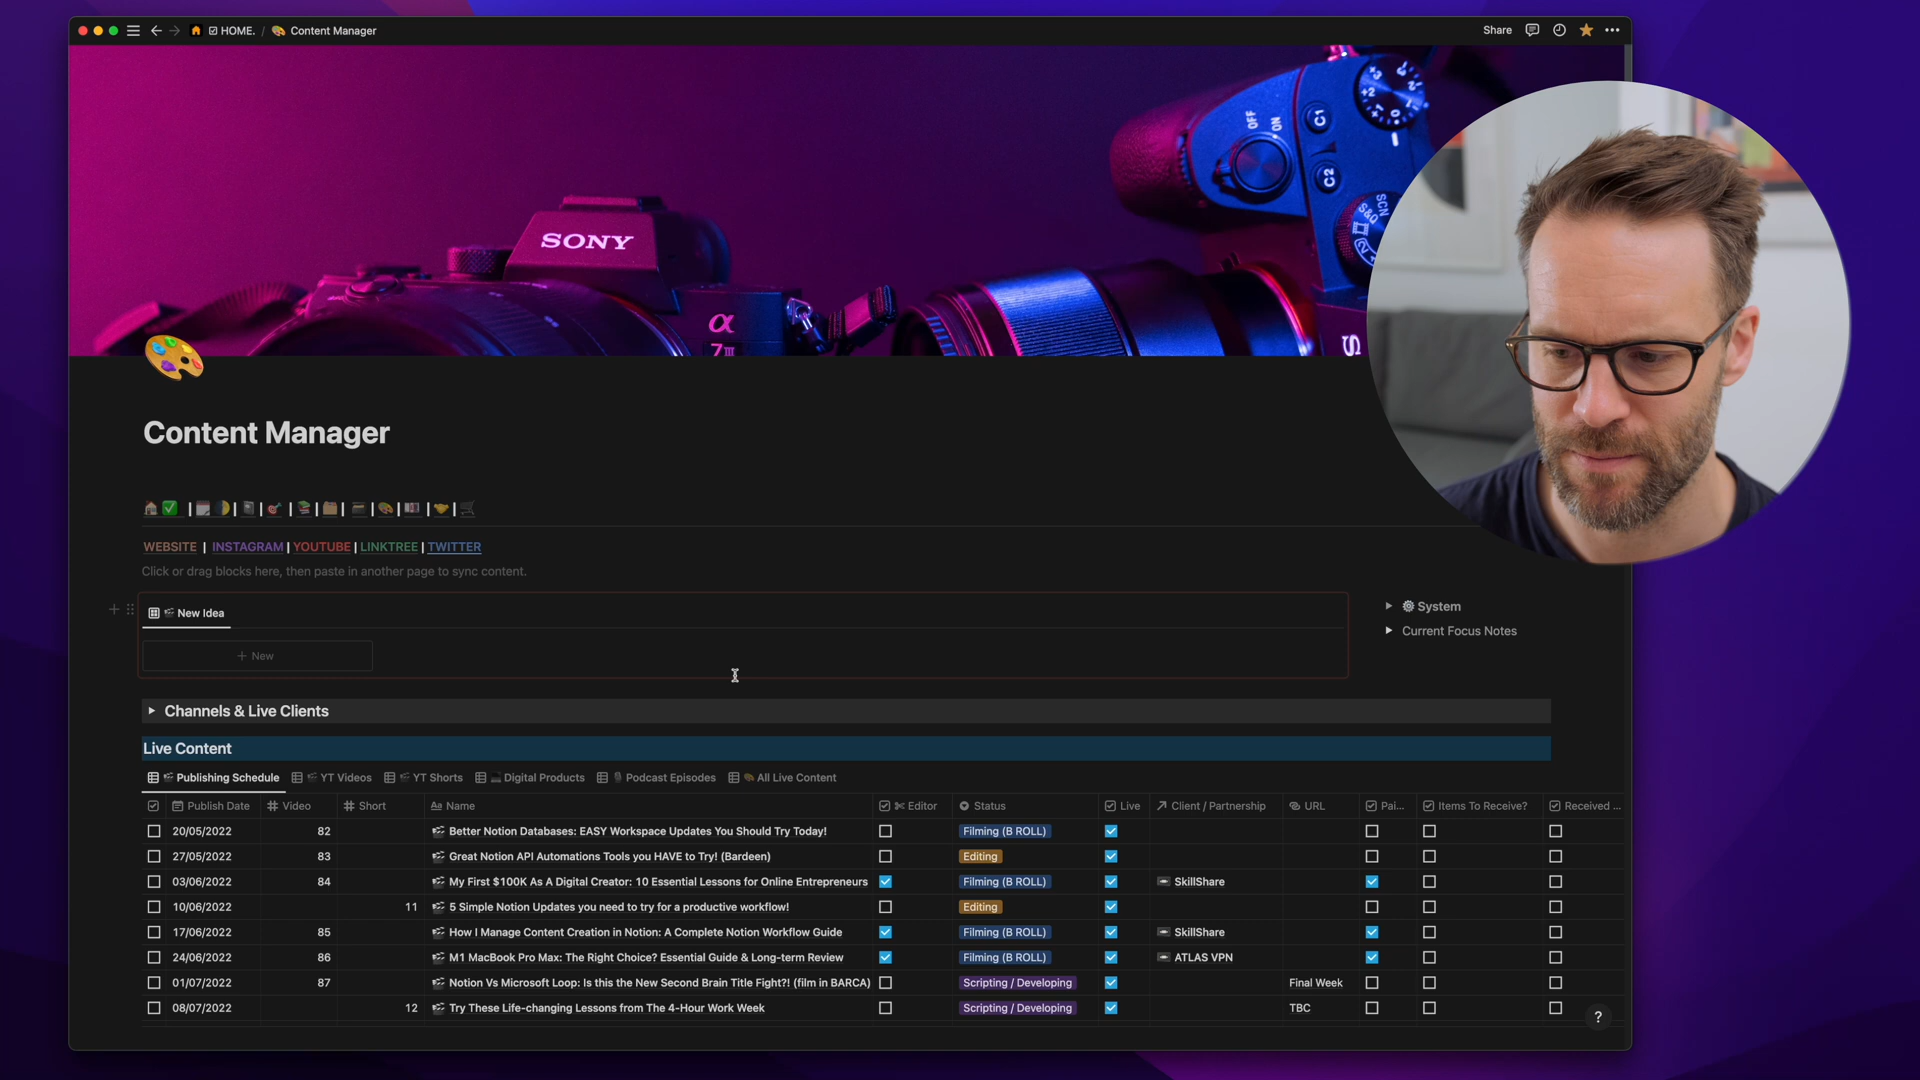 HOME. / Content Manager
Share
OFF ON C1
C2
SCN
S&Q
SONY
α
7III
Content Manager
WEBSITE | INSTAGRAM | YOUTUBE | LINKTREE | TWITTER
Click or drag blocks here, then paste in another page to sync content.
New Idea
System
Current Focus Notes
+ New
Channels & Live Clients
Live Content
Publishing Schedule YT Videos YT Shorts Digital Products Podcast Episodes All Live Content
Publish Date # Video # Short Aa Name Editor Status Live Client / Partnership URL Pai... Items To Receive? Received ...
20/05/2022 82 Better Notion Databases: EASY Workspace Updates You Should Try Today! Filming (B ROLL)
27/05/2022 83 Great Notion API Automations Tools you HAVE to Try! (Bardeen) Editing
03/06/2022 84 My First $100K As A Digital Creator: 10 Essential Lessons for Online Entrepreneurs Filming (B ROLL) SkillShare
10/06/2022 11 5 Simple Notion Updates you need to try for a productive workflow! Editing
17/06/2022 85 How I Manage Content Creation in Notion: A Complete Notion Workflow Guide Filming (B ROLL) SkillShare
24/06/2022 86 M1 MacBook Pro Max: The Right Choice? Essential Guide & Long-term Review Filming (B ROLL) ATLAS VPN
01/07/2022 87 Notion Vs Microsoft Loop: Is this the New Second Brain Title Fight?! (film in BARCA) Scripting / Developing Final Week
08/07/2022 12 Try These Life-changing Lessons from The 4-Hour Work Week Scripting / Developing TBC
?